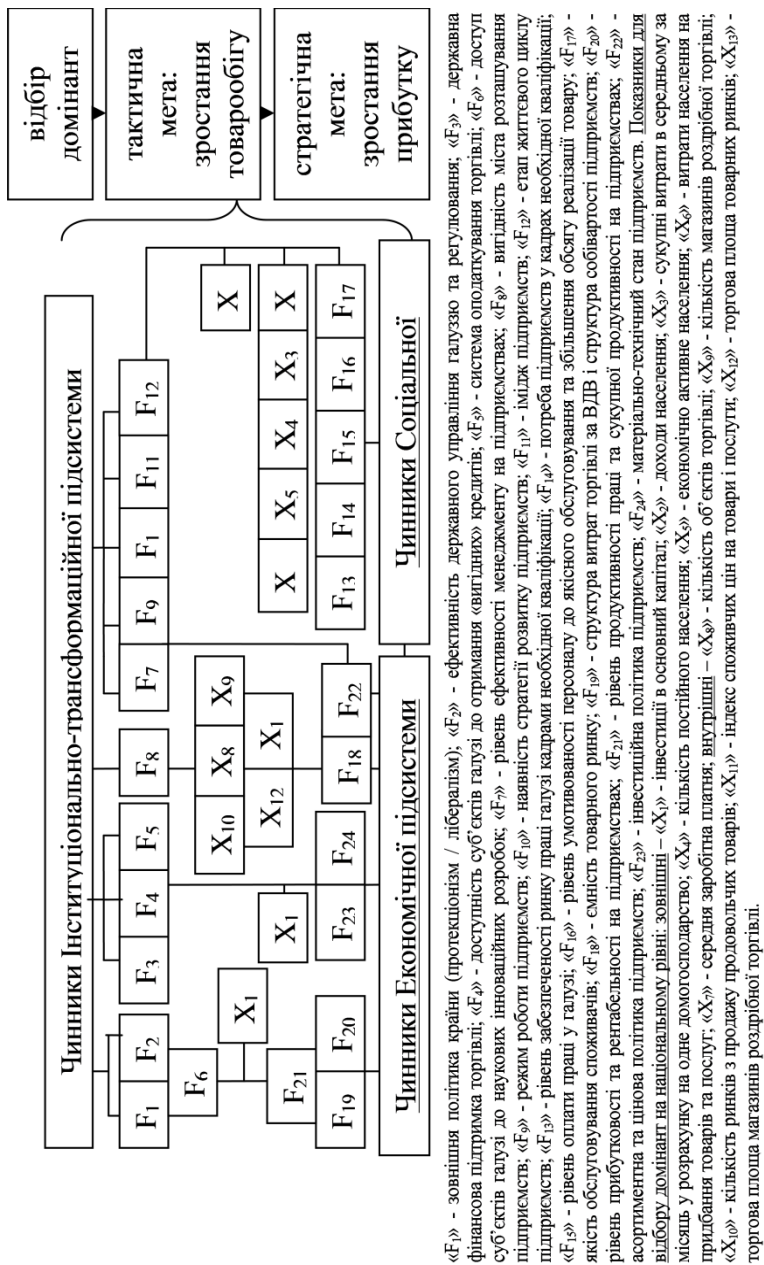 Чинники Інституціонально-трансформаційної підсистеми
F₁ F₂ F₃ F₄ F₅ F₈ F₇ F₉ F₁ F₁₁ F₁₂
F₆
X₁
X₁
X₁₀ X₈ X₉
X₁₂ X₁
X
X X₅ X₄ X₃ X
F₂₁
F₁₉ F₂₀ F₂₃ F₂₄ F₁₈ F₂₂ F₁₃ F₁₄ F₁₅ F₁₆ F₁₇
Чинники Економічної підсистеми
Чинники Соціальної
відбір
домінант
тактична
мета:
зростання
товарообігу
стратегічна
мета:
зростання
прибутку
«F₁» - зовнішня політика країни (протекціонізм / лібералізм); «F₂» - ефективність державного управління галуззю та регулювання; «F₃» - державна
фінансова підтримка торгівлі; «F₄» - доступність суб’єктів галузі до отримання «вигідних» кредитів; «F₅» - система оподаткування торгівлі; «F₆» - доступ
суб’єктів галузі до наукових інноваційних розробок; «F₇» - рівень ефективності менеджменту на підприємствах; «F₈» - вигідність міста розташування
підприємств; «F₉» - режим роботи підприємств; «F₁₀» - наявність стратегії розвитку підприємств; «F₁₁» - імідж підприємств; «F₁₂» - етап життєвого циклу
підприємств; «F₁₃» - рівень забезпеченості ринку праці галузі кадрами необхідної кваліфікації; «F₁₄» - потреба підприємств у кадрах необхідної кваліфікації;
«F₁₅» - рівень оплати праці у галузі; «F₁₆» - рівень умотивованості персоналу до якісного обслуговування та збільшення обсягу реалізації товару; «F₁₇» -
якість обслуговування споживачів; «F₁₈» - ємність товарного ринку; «F₁₉» - структура витрат торгівлі за ВДВ і структура собівартості підприємств; «F₂₀» -
рівень прибутковості та рентабельності на підприємствах; «F₂₁» - рівень продуктивності праці та сукупної продуктивності на підприємствах; «F₂₂» -
асортиментна та цінова політика підприємств; «F₂₃» - інвестиційна політика підприємств; «F₂₄» - матеріально-технічний стан підприємств. Показники для
відбору домінант на національному рівні: зовнішні – «X₁» - інвестиції в основний капітал; «X₂» - доходи населення; «X₃» - сукупні витрати в середньому за
місяць у розрахунку на одне домогосподарство; «X₄» - кількість постійного населення; «X₅» - економічно активне населення; «X₆» - витрати населення на
придбання товарів та послуг; «X₇» - середня заробітна платня; внутрішні – «X₈» - кількість об’єктів торгівлі; «X₉» - кількість магазинів роздрібної торгівлі;
«X₁₀» - кількість ринків з продажу продовольчих товарів; «X₁₁» - індекс споживчих цін на товари і послуги; «X₁₂» - торгова площа товарних ринків; «X₁₃» -
торгова площа магазинів роздрібної торгівлі.